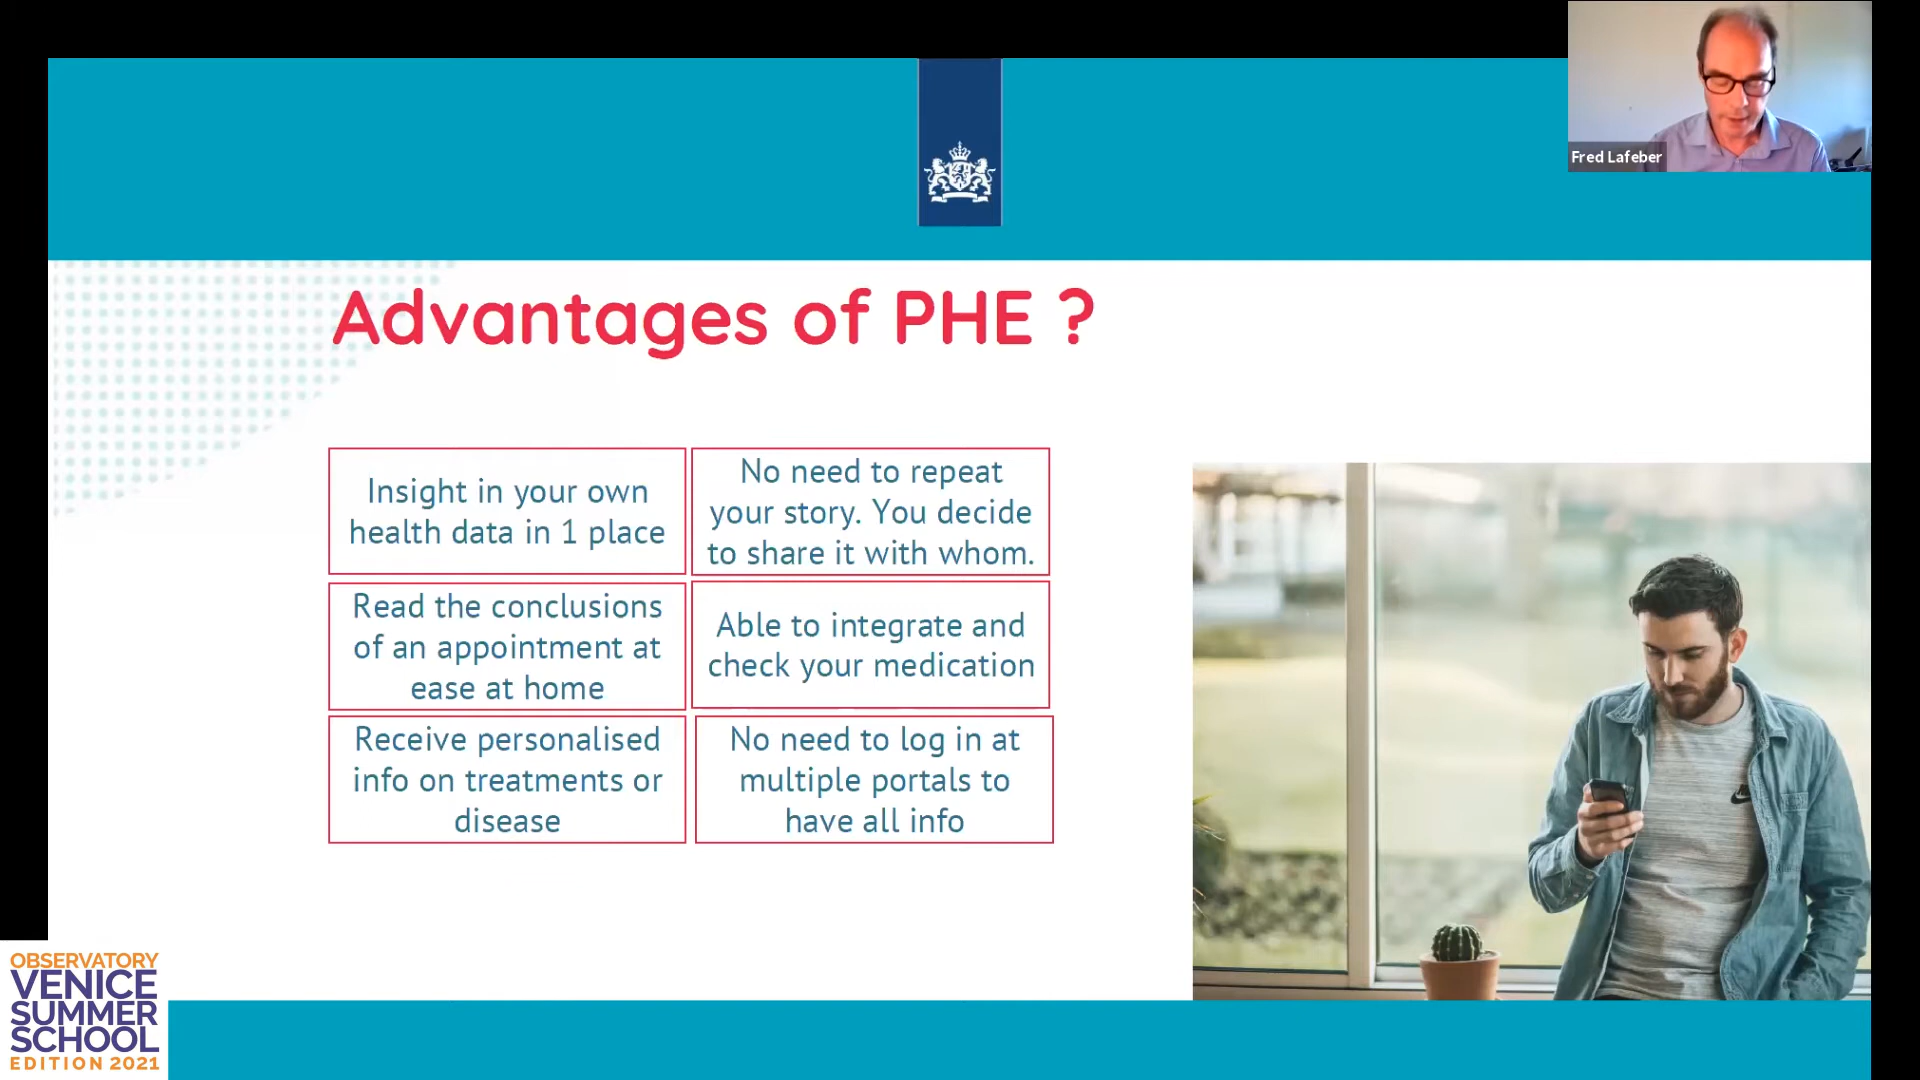 Fred Lafeber
Advantages of PHE ?
Insight in your own
health data in 1 place
No need to repeat
your story. You decide
to share it with whom.
Read the conclusions
of an appointment at
ease at home
Able to integrate and
check your medication
Receive personalised
info on treatments or
disease
No need to log in at
multiple portals to
have all info
OBSERVATORY
VENICE
SUMMER
SCHOOL
EDITION 2021